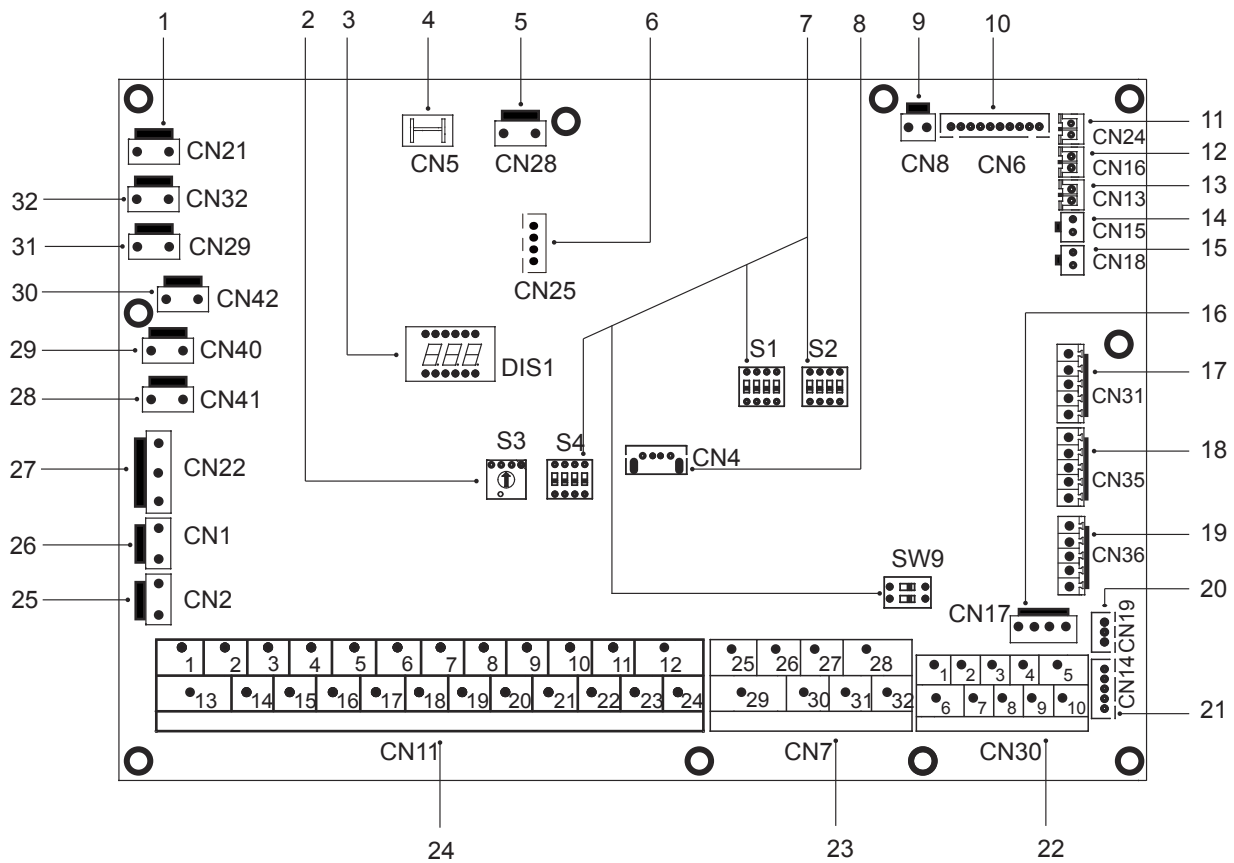 1 2 3 4 5 6 7 8 9 10
11
CN21 CN5 CN28 CN8 CN6 CN24
12
CN16
32 CN32 13
CN13
31 CN29 14
CN15
15
CN25 CN18
30 CN42
16
29 CN40 DIS1 S1 S2
17
28 CN41 CN31
27 CN22 S3 S4 CN4 18
CN35
26 CN1 19
CN36
SW9
25 CN2 20
CN17 CN19
1 2 3 4 5 6 7 8 9 10 11 12 25 26 27 28 1 2 3 4 5
CN14
13 14 15 16 17 18 19 20 21 22 23 24 29 30 31 32 6 7 8 9 10
21
CN11 CN7 CN30
24 23 22